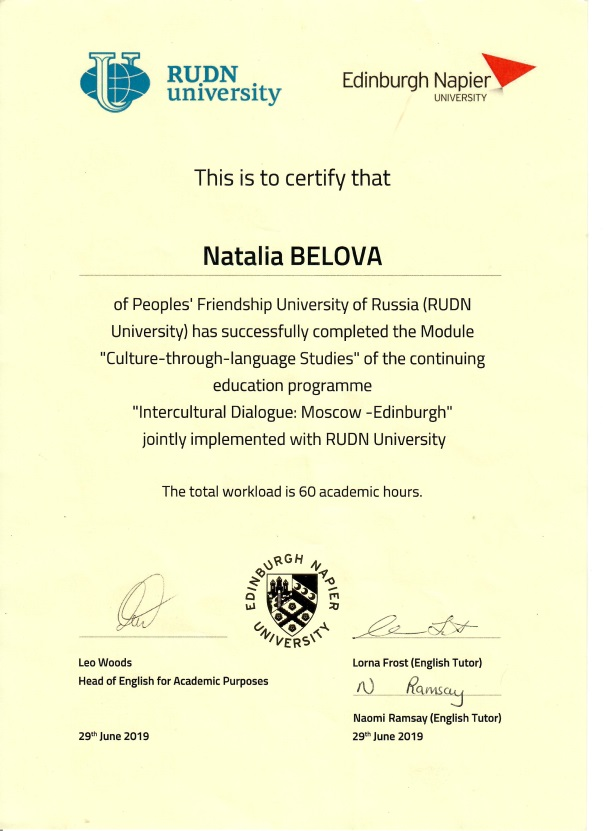 RUDN
university
Edinburgh Napier
UNIVERSITY
This is to certify that
Natalia BELOVA
of Peoples' Friendship University of Russia (RUDN
University) has successfully completed the Module
"Culture-through-language Studies" of the continuing
education programme
"Intercultural Dialogue: Moscow -Edinburgh"
jointly implemented with RUDN University
The total workload is 60 academic hours.
EDINBURGH NAPIER
UNIVERSITY
Leo Woods
Head of English for Academic Purposes
29th June 2019
Lorna Frost (English Tutor)
N Ramsay
Naomi Ramsay (English Tutor)
29th June 2019